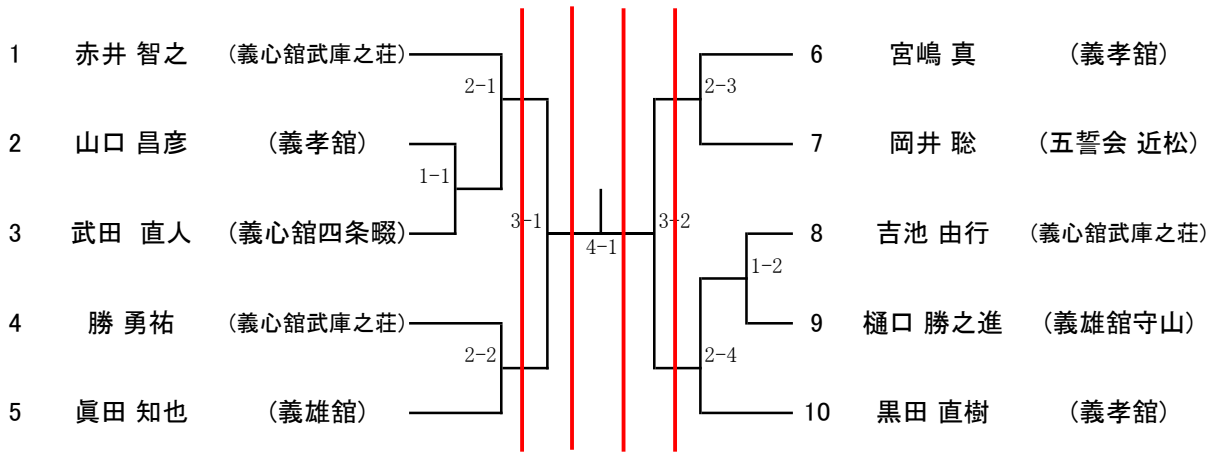 1 赤井 智之 (義心舘武庫之荘)
2-1
2 山口 昌彦 (義孝舘)
1-1
3 武田 直人 (義心舘四条畷)
3-1
4 勝 勇祐 (義心舘武庫之荘)
2-2
5 眞田 知也 (義雄舘)
4-1
6 宮嶋 真 (義孝舘)
2-3
7 岡井 聡 (五誓会 近松)
3-2
8 吉池 由行 (義心舘武庫之荘)
1-2
9 樋口 勝之進 (義雄舘守山)
2-4
10 黒田 直樹 (義孝舘)